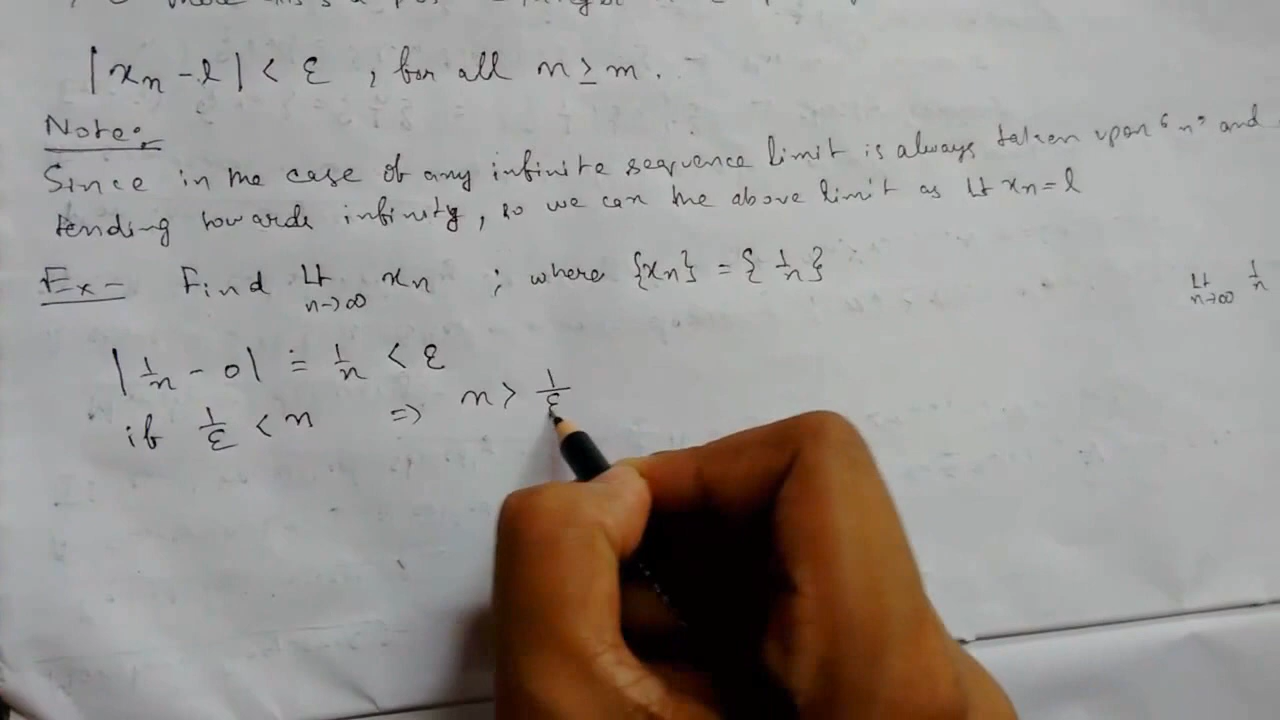 |xn - l| < ε , for all n ≥ m .
Note:-
Since in the case of any infinite sequence limit is always taken upon "n" and
tending towards infinity, so we can the above limit as Lt xn = l
Ex- Find Lt n→∞ xn ; where {xn} = {1/n}
Lt n→∞ 1/n
|1/n - 0| = 1/n < ε
if 1/ε < n ⇒ n > 1/ε